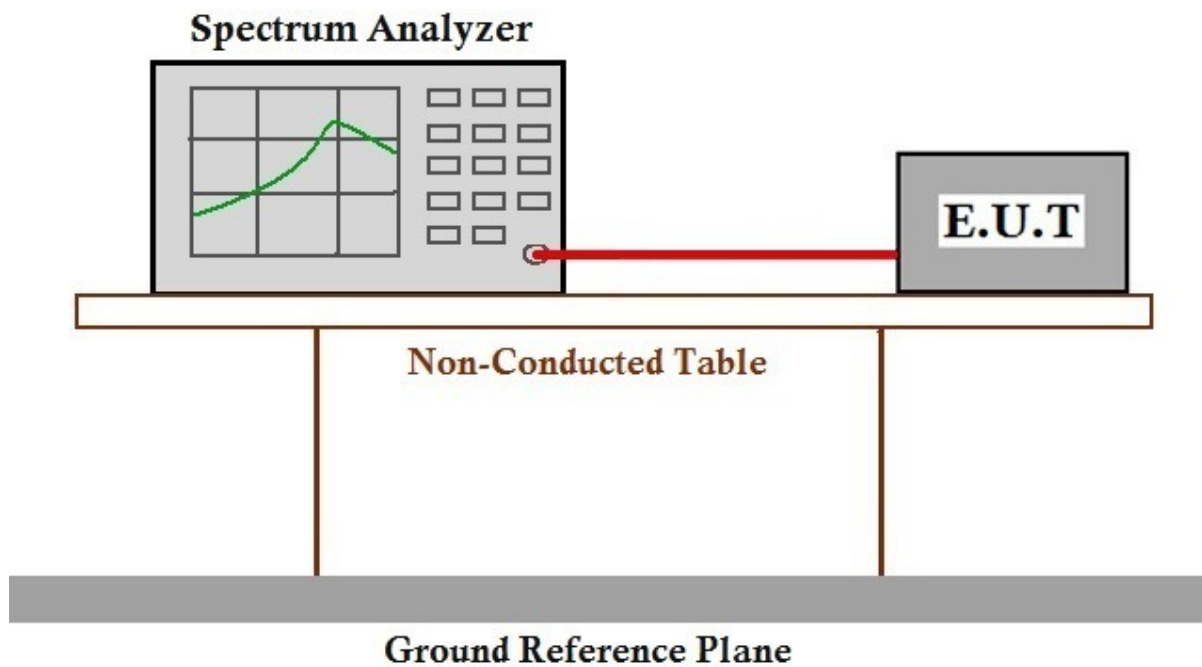 Spectrum Analyzer
E.U.T
Non-Conducted Table
Ground Reference Plane